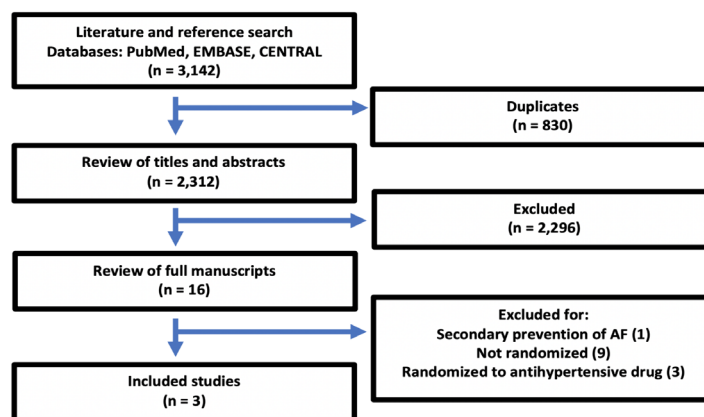 Literature and reference search
Databases: PubMed, EMBASE, CENTRAL
(n = 3,142)
Duplicates
(n = 830)
Review of titles and abstracts
(n = 2,312)
Excluded
(n = 2,296)
Review of full manuscripts
(n = 16)
Excluded for:
Secondary prevention of AF (1)
Not randomized (9)
Randomized to antihypertensive drug (3)
Included studies
(n = 3)